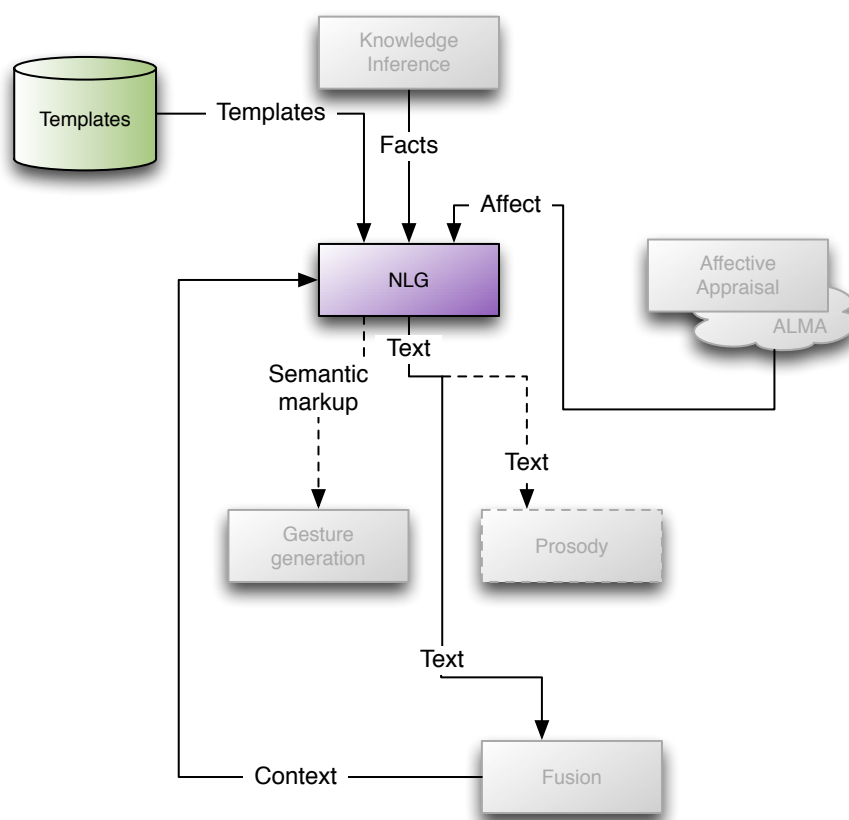 Knowledge
Inference
Templates
Templates
Facts
Affect
NLG
Affective
Appraisal
ALMA
Text
Semantic
markup
Text
Gesture
generation
Prosody
Text
Context
Fusion